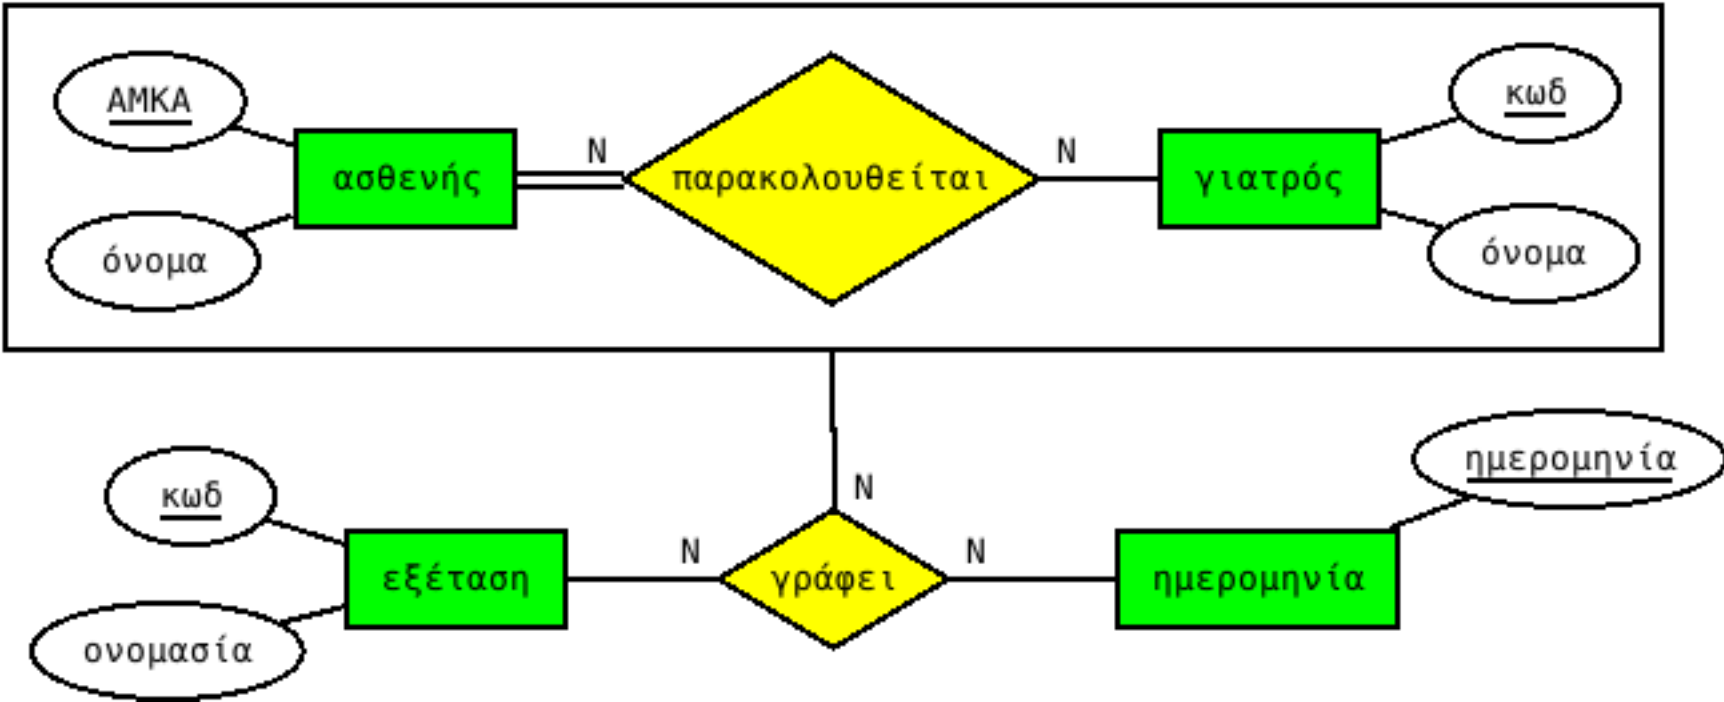 ΑΜΚΑ
κωδ
ασθενής
N
παρακολουθείται
N
γιατρός
όνομα
όνομα
κωδ
N
ημερομηνία
εξέταση
N
γράφει
N
ημερομηνία
ονομασία